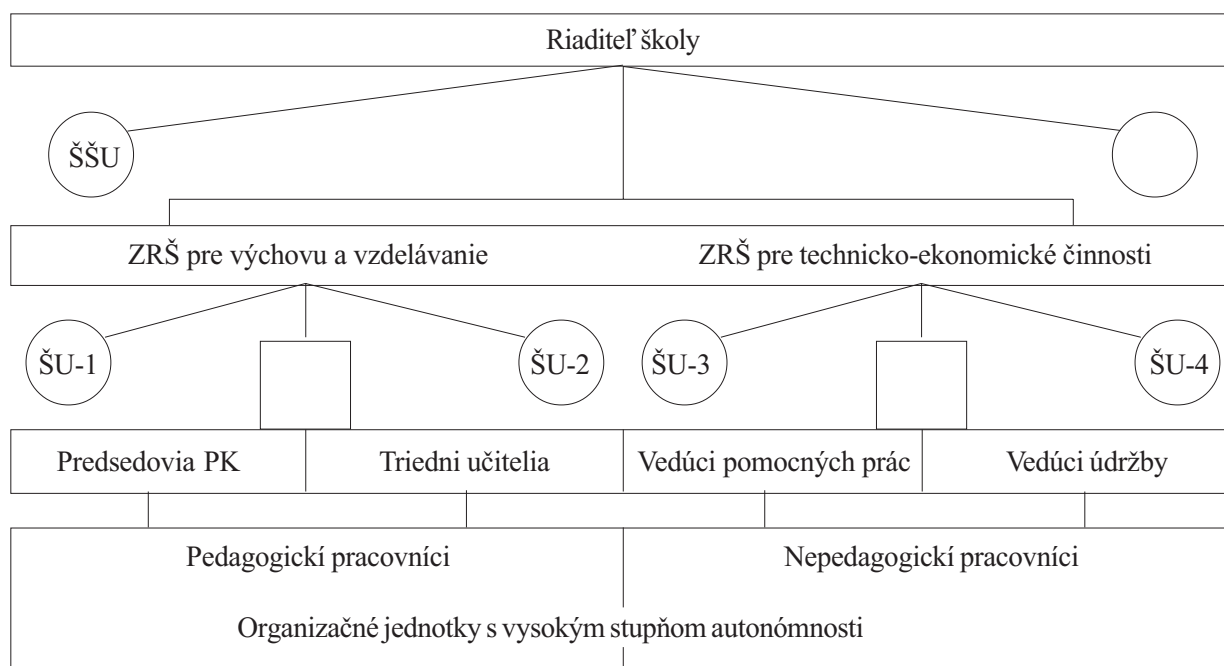 Riaditeľ školy
ŠŠU
ZRŠ pre výchovu a vzdelávanie
ZRŠ pre technicko-ekonomické činnosti
ŠU-1
ŠU-2
ŠU-3
ŠU-4
Predsedovia PK
Triedni učitelia
Vedúci pomocných prác
Vedúci údržby
Pedagogickí pracovníci
Nepedagogickí pracovníci
Organizačné jednotky s vysokým stupňom autonómnosti